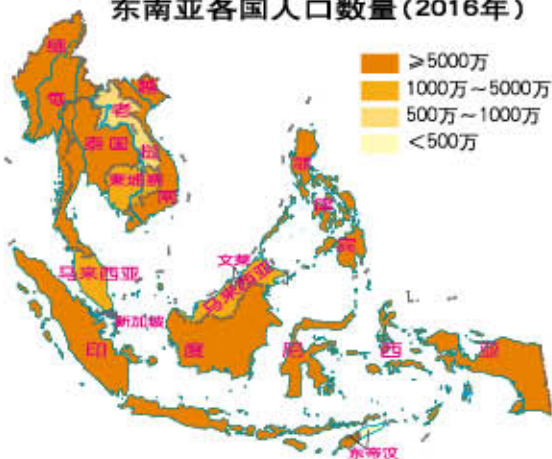 东南亚各国人口数量(2016年)
≥5000万
1000万～5000万
500万～1000万
<500万
缅
甸
越
老
泰国
挝
柬埔寨
南
菲
律
宾
文莱
马来西亚
马来西亚
新加坡
印
度
尼
西
亚
东帝汶